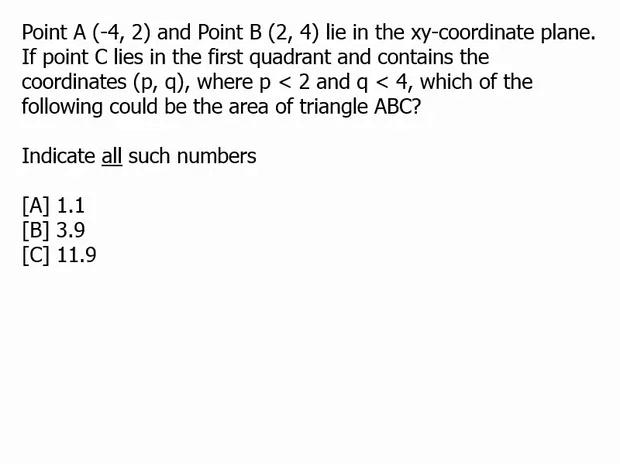 Point A (-4, 2) and Point B (2, 4) lie in the xy-coordinate plane.
If point C lies in the first quadrant and contains the
coordinates (p, q), where p < 2 and q < 4, which of the
following could be the area of triangle ABC?
Indicate all such numbers
[A] 1.1
[B] 3.9
[C] 11.9